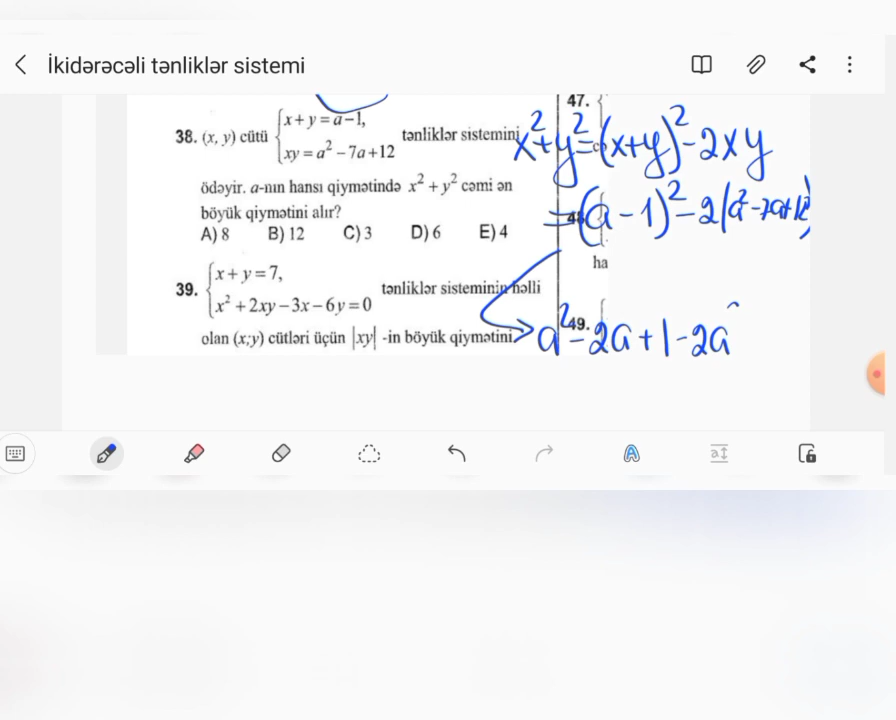 İkidərəcəli tənliklər sistemi
38. (x, y) cütü { x + y = a − 1, xy = a² − 7a + 12 tənliklər sistemini
ödəyir. a-nın hansı qiymətində x² + y² cəmi ən
böyük qiymətini alır?
A) 8 B) 12 C) 3 D) 6 E) 4
39. { x + y = 7, x² + 2xy − 3x − 6y = 0 tənliklər sisteminin həlli
olan (x;y) cütləri üçün |xy| -in böyük qiymətini
47.
x² + y² = (x+y)² − 2xy
= (a − 1)² − 2(a² − 7a + 12)
ha
49.
a² − 2a + 1 − 2a